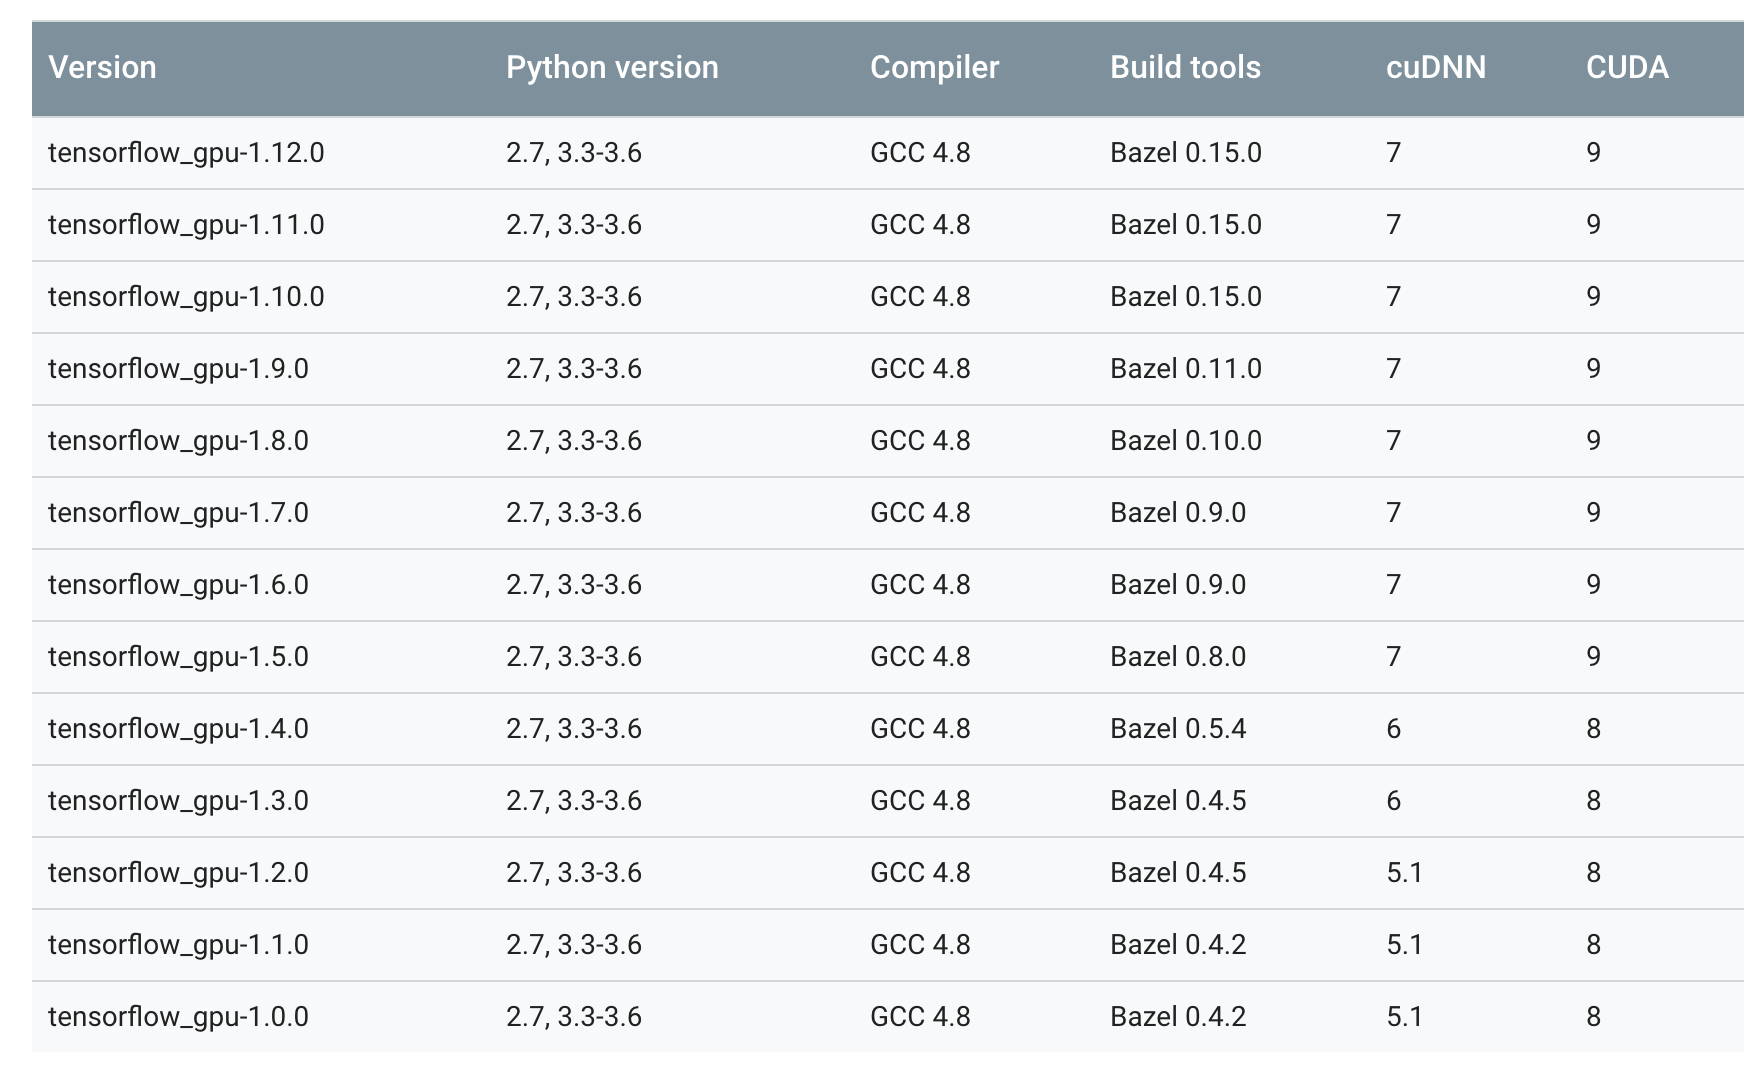 Version Python version Compiler Build tools cuDNN CUDA
tensorflow_gpu-1.12.0 2.7, 3.3-3.6 GCC 4.8 Bazel 0.15.0 7 9
tensorflow_gpu-1.11.0 2.7, 3.3-3.6 GCC 4.8 Bazel 0.15.0 7 9
tensorflow_gpu-1.10.0 2.7, 3.3-3.6 GCC 4.8 Bazel 0.15.0 7 9
tensorflow_gpu-1.9.0 2.7, 3.3-3.6 GCC 4.8 Bazel 0.11.0 7 9
tensorflow_gpu-1.8.0 2.7, 3.3-3.6 GCC 4.8 Bazel 0.10.0 7 9
tensorflow_gpu-1.7.0 2.7, 3.3-3.6 GCC 4.8 Bazel 0.9.0 7 9
tensorflow_gpu-1.6.0 2.7, 3.3-3.6 GCC 4.8 Bazel 0.9.0 7 9
tensorflow_gpu-1.5.0 2.7, 3.3-3.6 GCC 4.8 Bazel 0.8.0 7 9
tensorflow_gpu-1.4.0 2.7, 3.3-3.6 GCC 4.8 Bazel 0.5.4 6 8
tensorflow_gpu-1.3.0 2.7, 3.3-3.6 GCC 4.8 Bazel 0.4.5 6 8
tensorflow_gpu-1.2.0 2.7, 3.3-3.6 GCC 4.8 Bazel 0.4.5 5.1 8
tensorflow_gpu-1.1.0 2.7, 3.3-3.6 GCC 4.8 Bazel 0.4.2 5.1 8
tensorflow_gpu-1.0.0 2.7, 3.3-3.6 GCC 4.8 Bazel 0.4.2 5.1 8